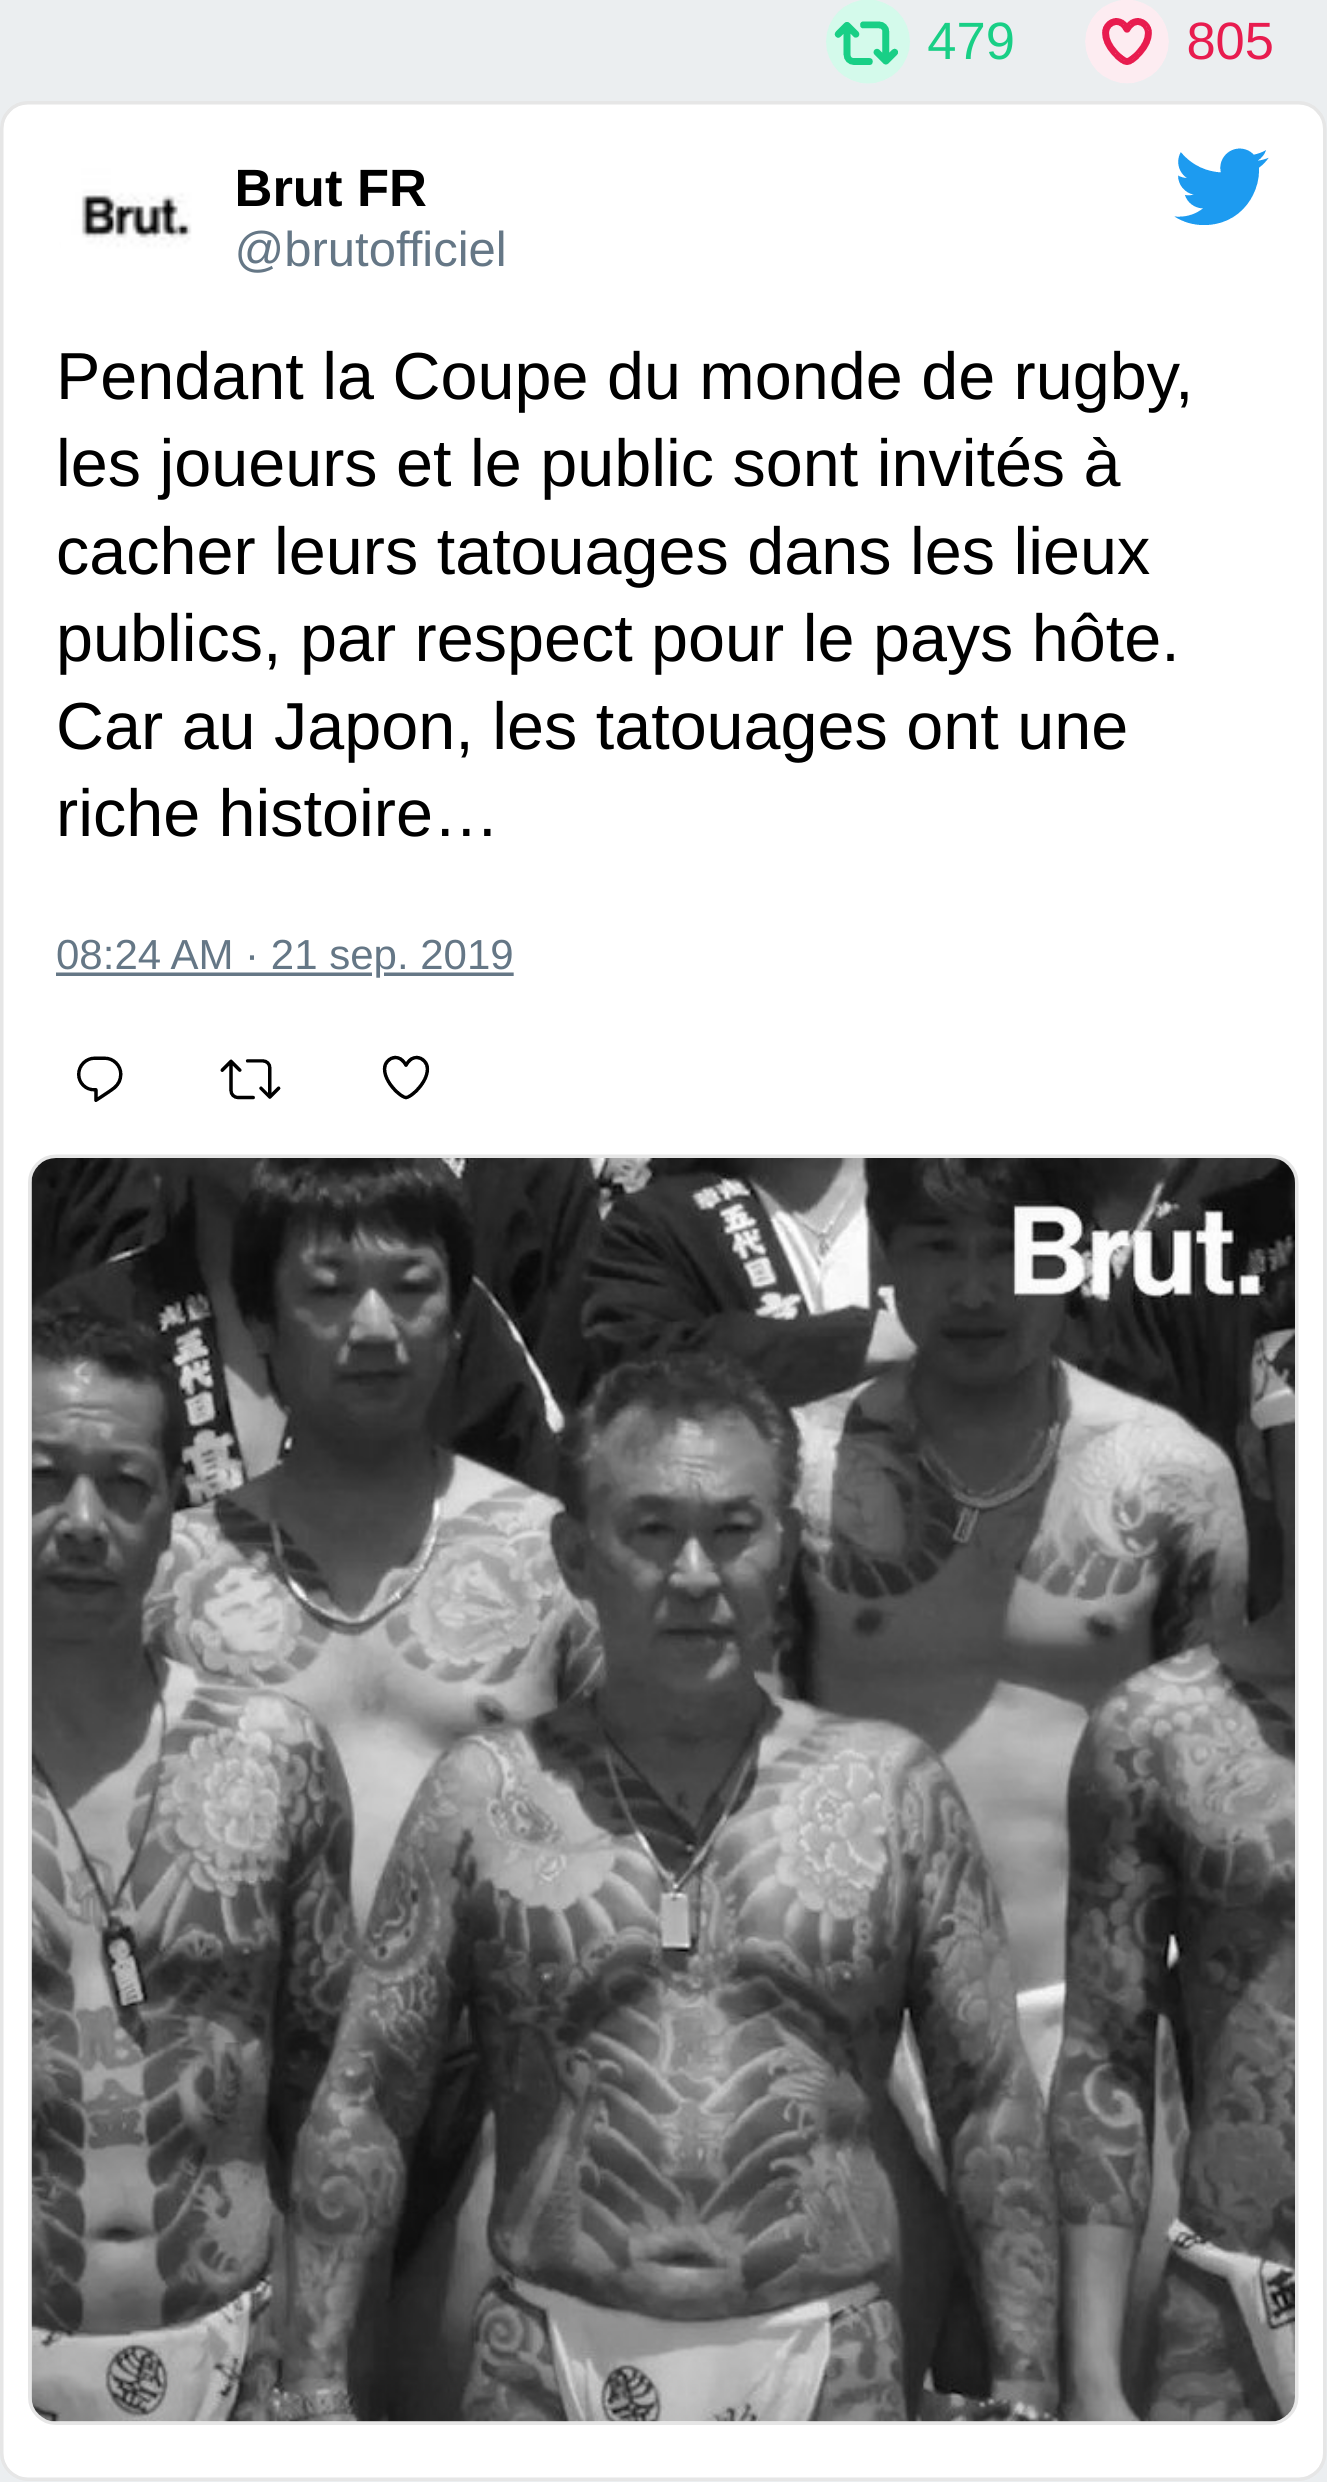 479 805
Brut.
Brut FR
@brutofficiel
Pendant la Coupe du monde de rugby,
les joueurs et le public sont invités à
cacher leurs tatouages dans les lieux
publics, par respect pour le pays hôte.
Car au Japon, les tatouages ont une
riche histoire…
08:24 AM · 21 sep. 2019
Brut.
五代目
五代目